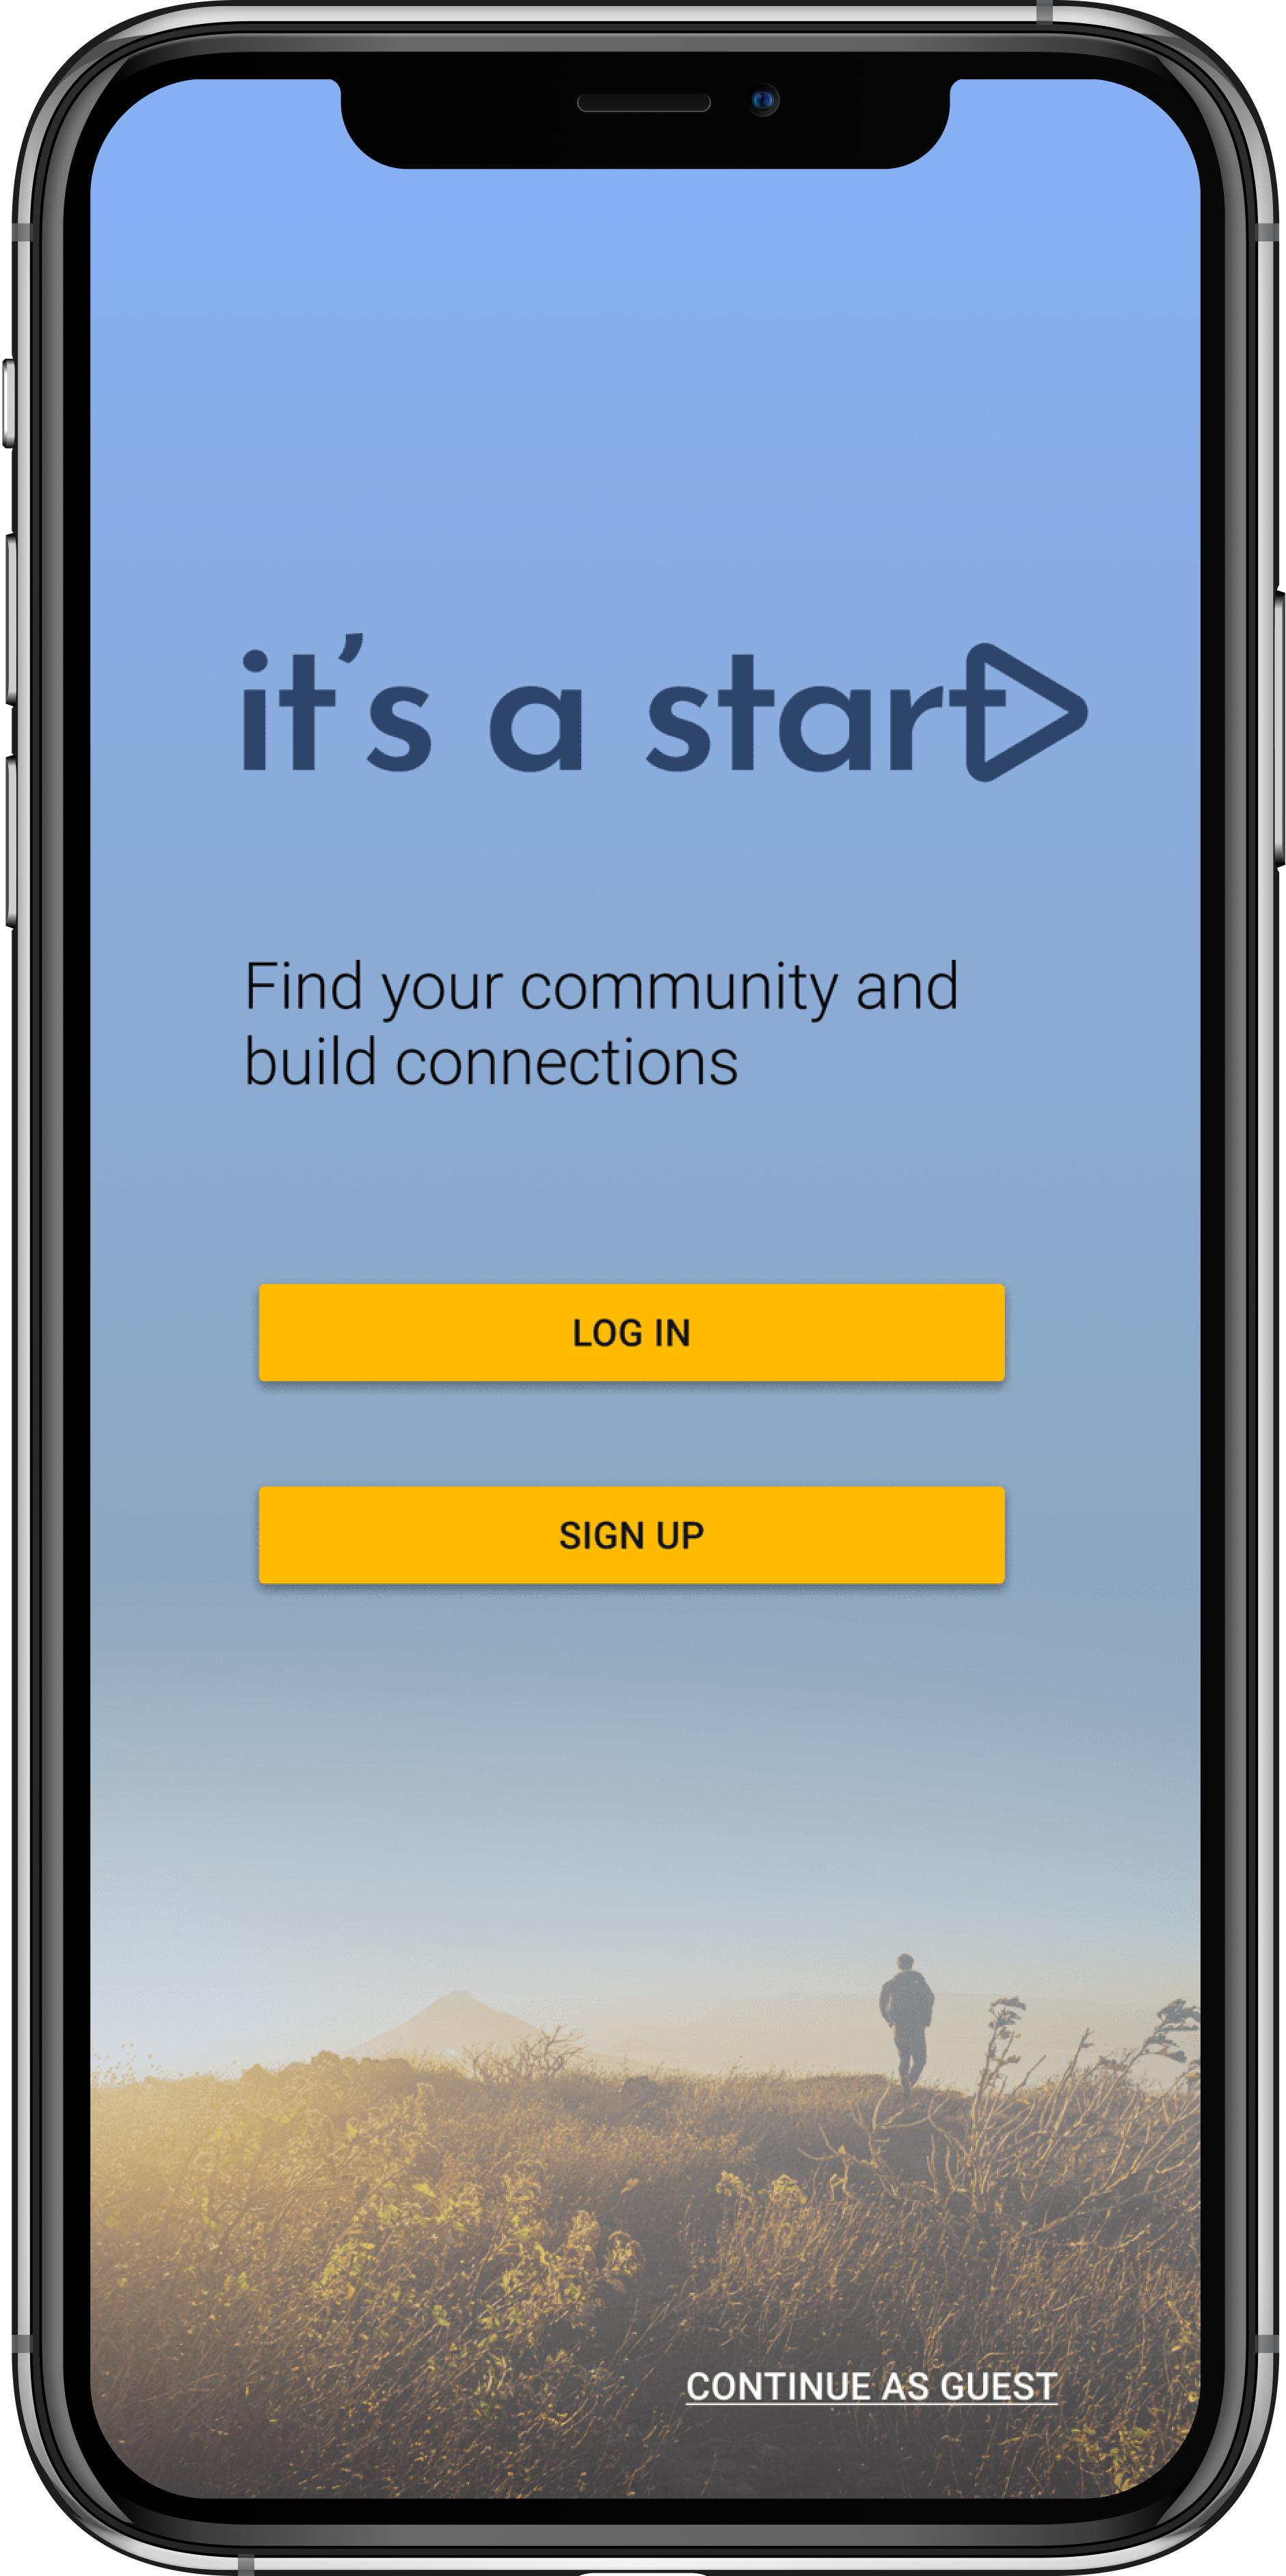 it's a start
Find your community and
build connections
LOG IN
SIGN UP
CONTINUE AS GUEST